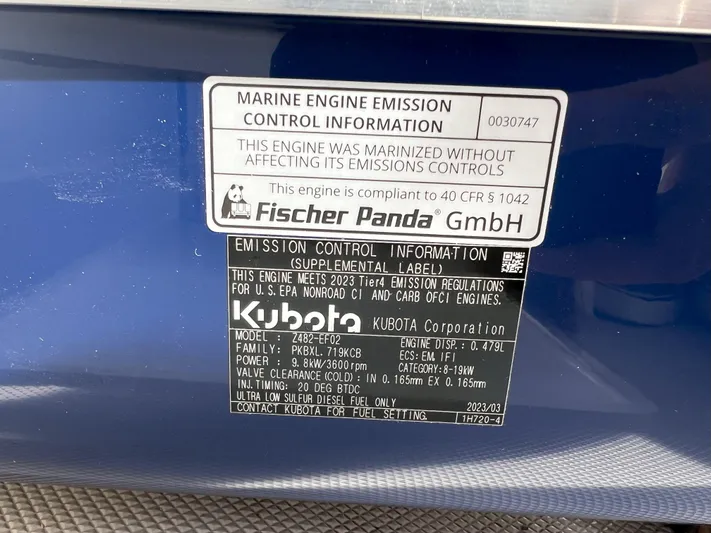 MARINE ENGINE EMISSION
CONTROL INFORMATION
0030747
THIS ENGINE WAS MARINIZED WITHOUT
AFFECTING ITS EMISSIONS CONTROLS
This engine is compliant to 40 CFR § 1042
Fischer Panda® GmbH
EMISSION CONTROL INFORMATION
(SUPPLEMENTAL LABEL)
THIS ENGINE MEETS 2023 Tier4 EMISSION REGULATIONS
FOR U.S.EPA NONROAD CI AND CARB OFCI ENGINES.
Kubota KUBOTA Corporation
MODEL : Z482-EF02 ENGINE DISP.: 0.479L
FAMILY: PKBXL.719KCB ECS: EM, IFI
POWER : 9.8kW/3600rpm CATEGORY:8-19kW
VALVE CLEARANCE (COLD) : IN 0.165mm EX 0.165mm
INJ.TIMING: 20 DEG BTDC
ULTRA LOW SULFUR DIESEL FUEL ONLY 2023/03
CONTACT KUBOTA FOR FUEL SETTING. 1H720-4